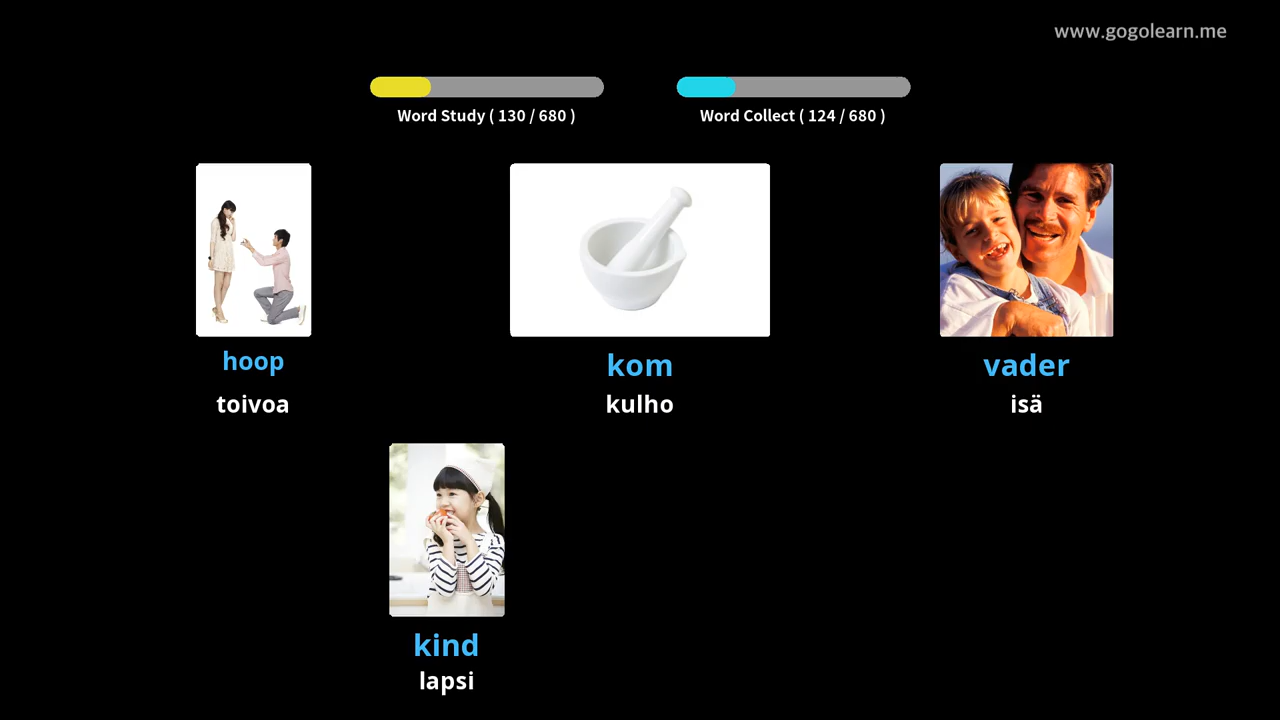 www.gogolearn.me
Word Study ( 130 / 680 )
Word Collect ( 124 / 680 )
hoop
kom
vader
toivoa
kulho
isä
kind
lapsi